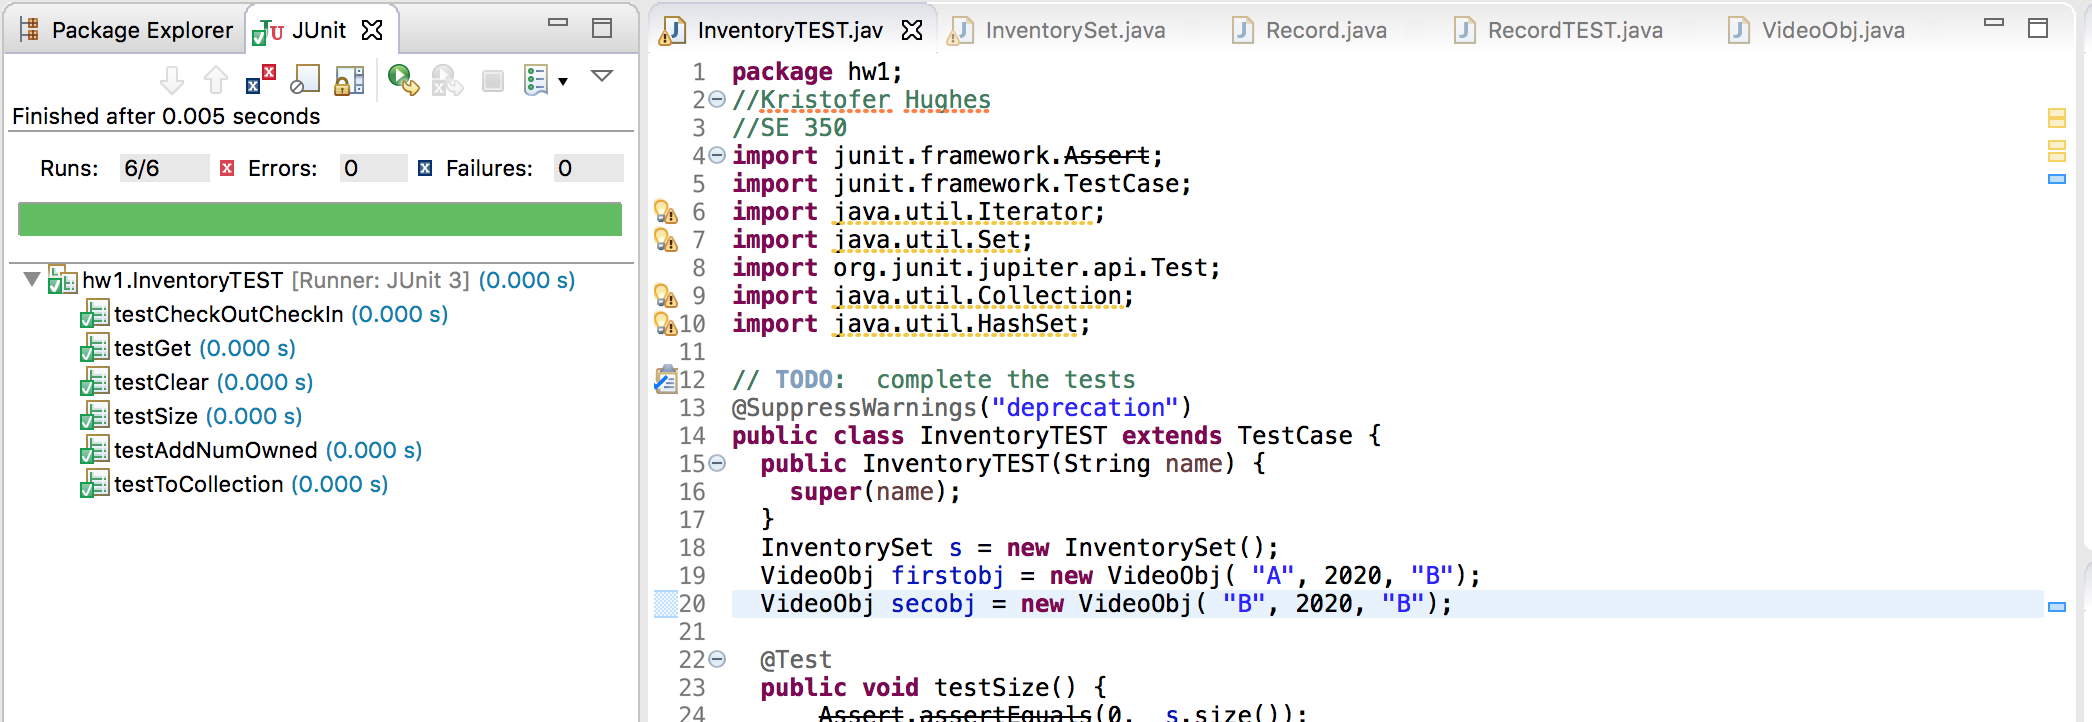 Package Explorer
JUnit
Finished after 0.005 seconds
Runs: 6/6 Errors: 0 Failures: 0
hw1.InventoryTEST [Runner: JUnit 3] (0.000 s)
testCheckOutCheckIn (0.000 s)
testGet (0.000 s)
testClear (0.000 s)
testSize (0.000 s)
testAddNumOwned (0.000 s)
testToCollection (0.000 s)
InventoryTEST.jav
InventorySet.java
Record.java
RecordTEST.java
VideoObj.java
1 package hw1;
2 //Kristofer Hughes
3 //SE 350
4 import junit.framework.Assert;
5 import junit.framework.TestCase;
6 import java.util.Iterator;
7 import java.util.Set;
8 import org.junit.jupiter.api.Test;
9 import java.util.Collection;
10 import java.util.HashSet;
11
12 // TODO:  complete the tests
13 @SuppressWarnings("deprecation")
14 public class InventoryTEST extends TestCase {
15   public InventoryTEST(String name) {
16     super(name);
17   }
18   InventorySet s = new InventorySet();
19   VideoObj firstobj = new VideoObj( "A", 2020, "B");
20   VideoObj secobj = new VideoObj( "B", 2020, "B");
21
22   @Test
23   public void testSize() {
24       Assert.assertEquals(0,  s.size());